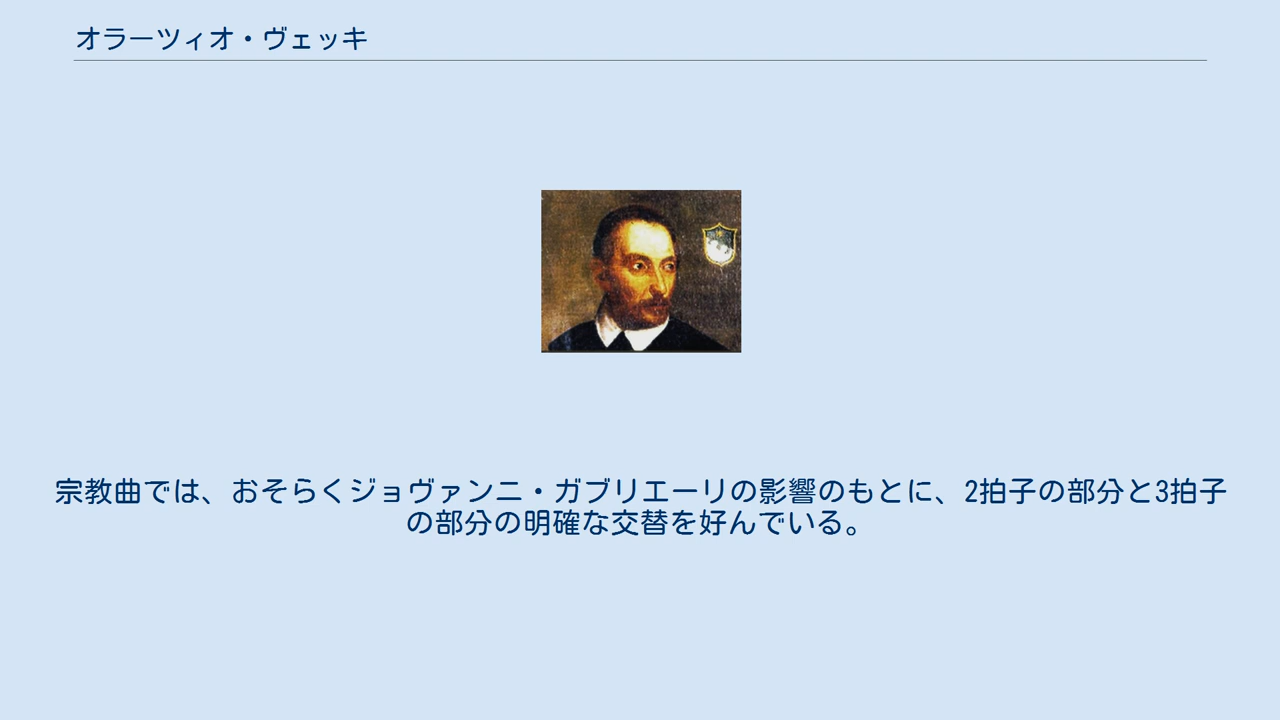 オラーツィオ・ヴェッキ
宗教曲では、おそらくジョヴァンニ・ガブリエーリの影響のもとに、2拍子の部分と3拍子
の部分の明確な交替を好んでいる。